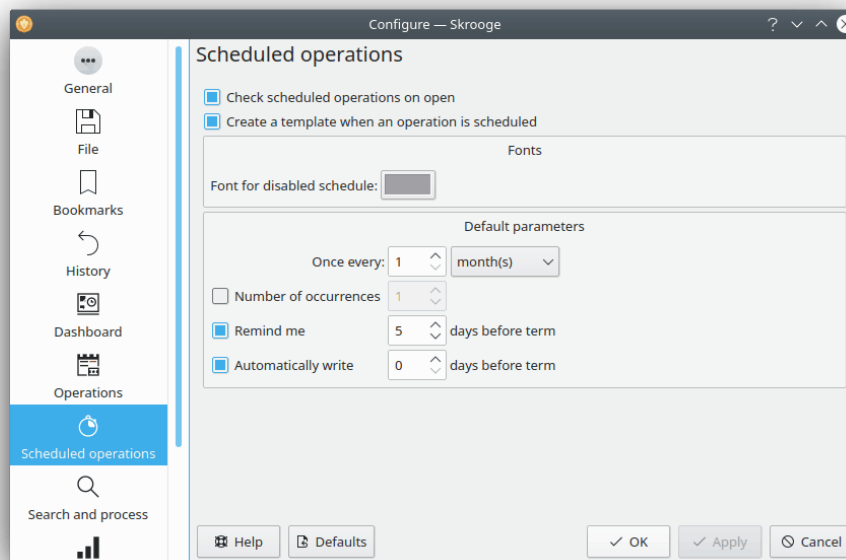 Configure — Skrooge
General
File
Bookmarks
History
Dashboard
Operations
Scheduled operations
Search and process
Scheduled operations
Check scheduled operations on open
Create a template when an operation is scheduled
Fonts
Font for disabled schedule:
Default parameters
Once every: 1 month(s)
Number of occurrences 1
Remind me 5 days before term
Automatically write 0 days before term
Help Defaults OK Apply Cancel